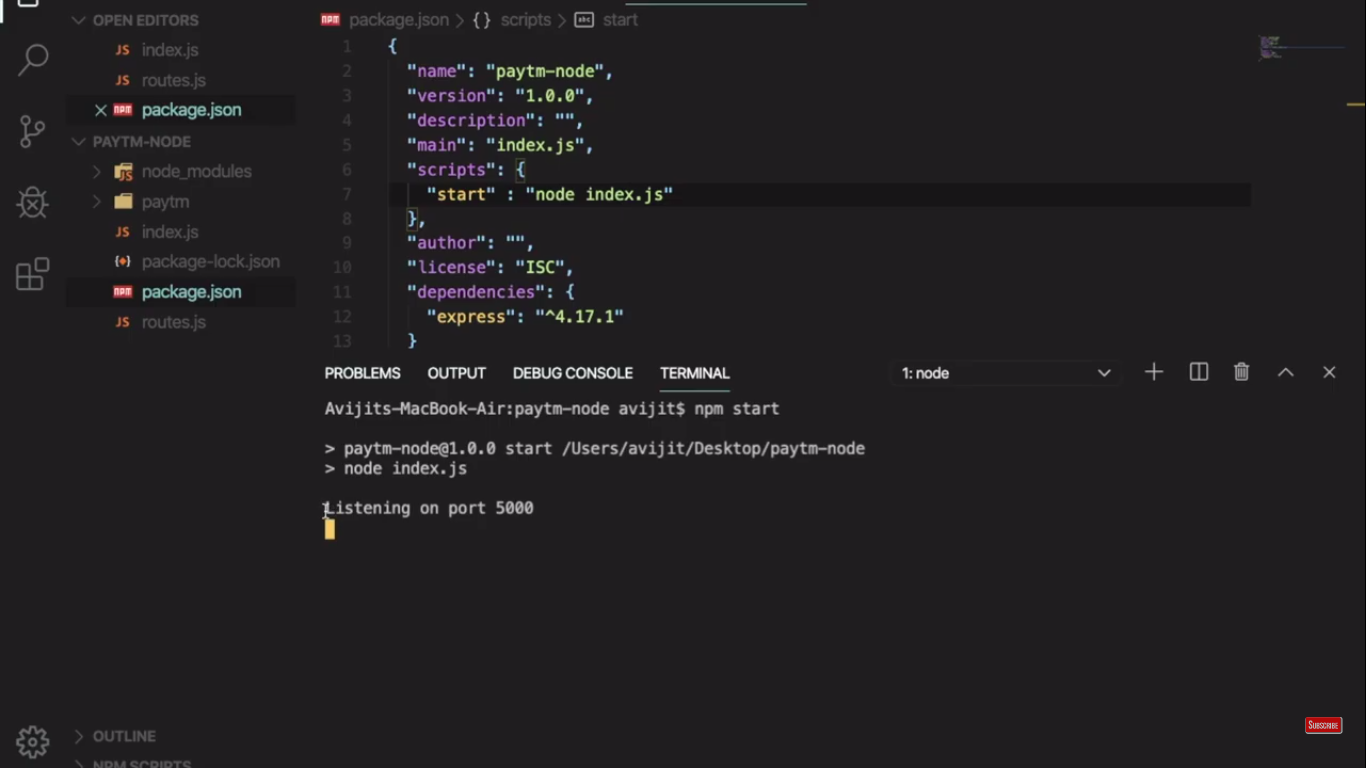 OPEN EDITORS
JS index.js
JS routes.js
package.json
PAYTM-NODE
node_modules
paytm
JS index.js
package-lock.json
package.json
JS routes.js
OUTLINE
NPM SCRIPTS
package.json > {} scripts > abc start
1 {
2 "name": "paytm-node",
3 "version": "1.0.0",
4 "description": "",
5 "main": "index.js",
6 "scripts": {
7 "start" : "node index.js"
8 },
9 "author": "",
10 "license": "ISC",
11 "dependencies": {
12 "express": "^4.17.1"
13 }
PROBLEMS OUTPUT DEBUG CONSOLE TERMINAL 1: node
Avijits-MacBook-Air:paytm-node avijit$ npm start
> paytm-node@1.0.0 start /Users/avijit/Desktop/paytm-node
> node index.js
Listening on port 5000
SUBSCRIBE